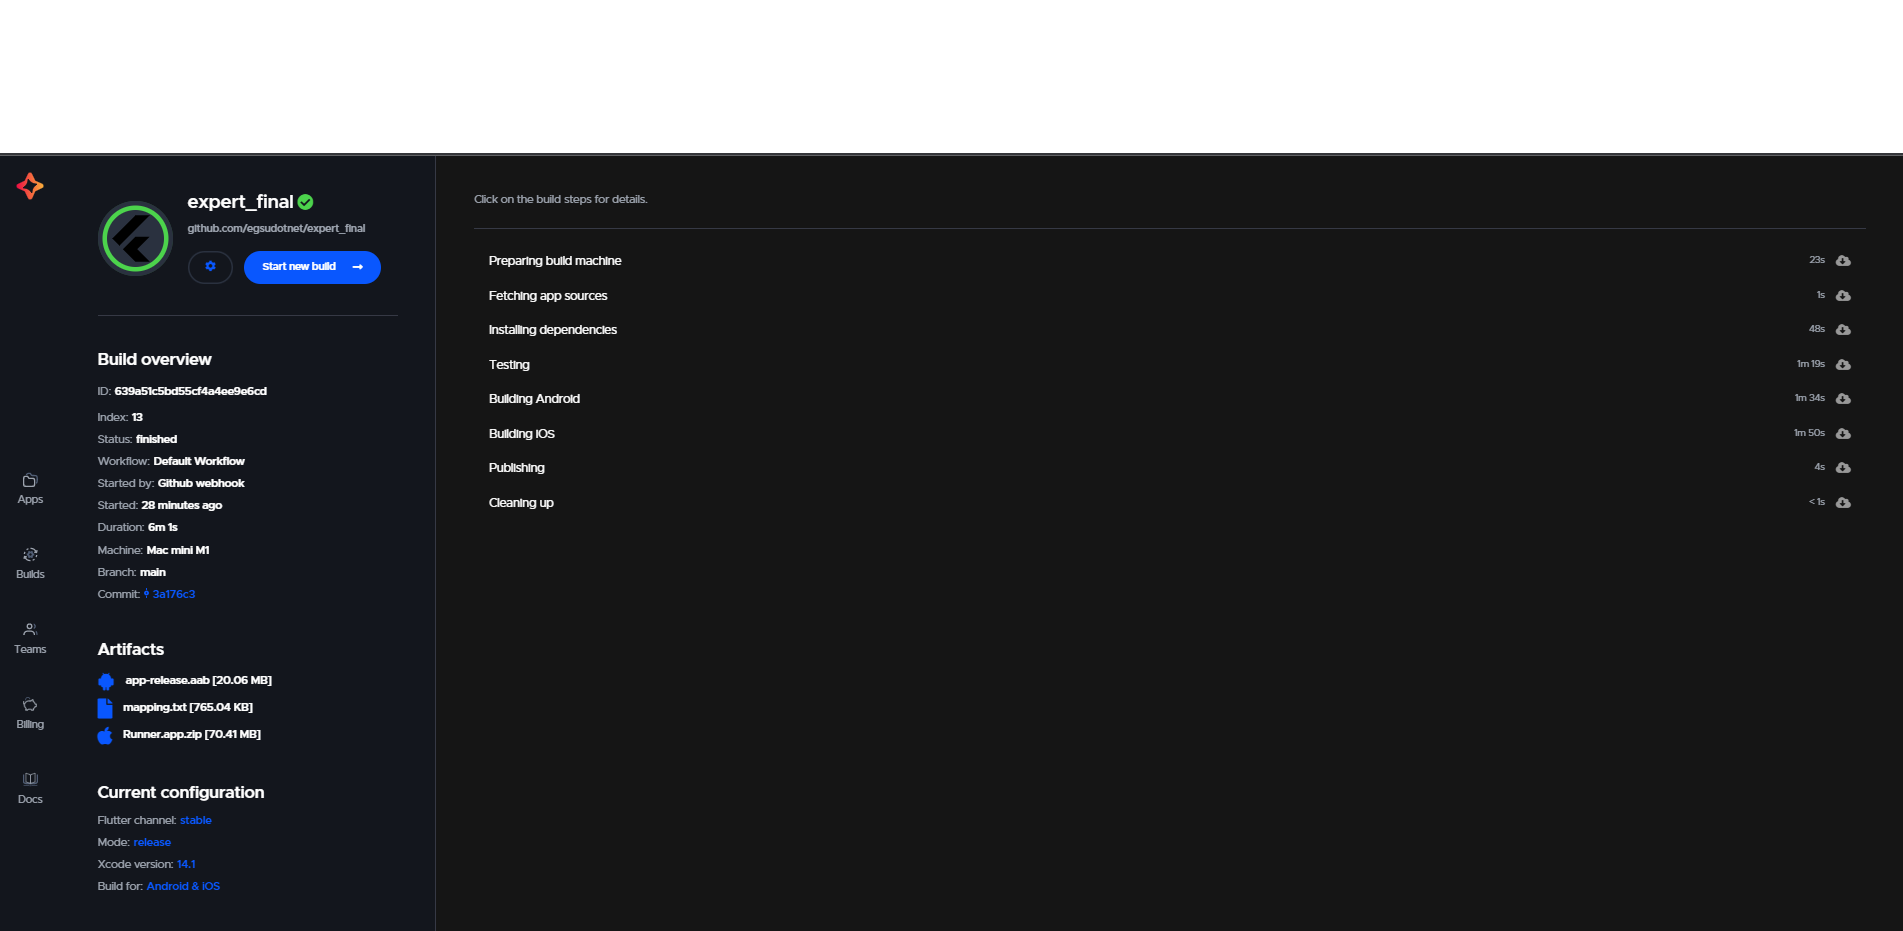 expert_final
github.com/egsudotnet/expert_final
Start new build
Build overview
ID: 639a51c5bd55cf4a4ee9e6cd
Index: 13
Status: finished
Workflow: Default Workflow
Started by: Github webhook
Started: 28 minutes ago
Duration: 6m 1s
Machine: Mac mini M1
Branch: main
Commit: 3a176c3
Artifacts
app-release.aab [20.06 MB]
mapping.txt [765.04 KB]
Runner.app.zip [70.41 MB]
Current configuration
Flutter channel: stable
Mode: release
Xcode version: 14.1
Build for: Android & iOS
Apps
Builds
Teams
Billing
Docs
Click on the build steps for details.
Preparing build machine 23s
Fetching app sources 1s
Installing dependencies 48s
Testing 1m 19s
Building Android 1m 34s
Building iOS 1m 50s
Publishing 4s
Cleaning up < 1s